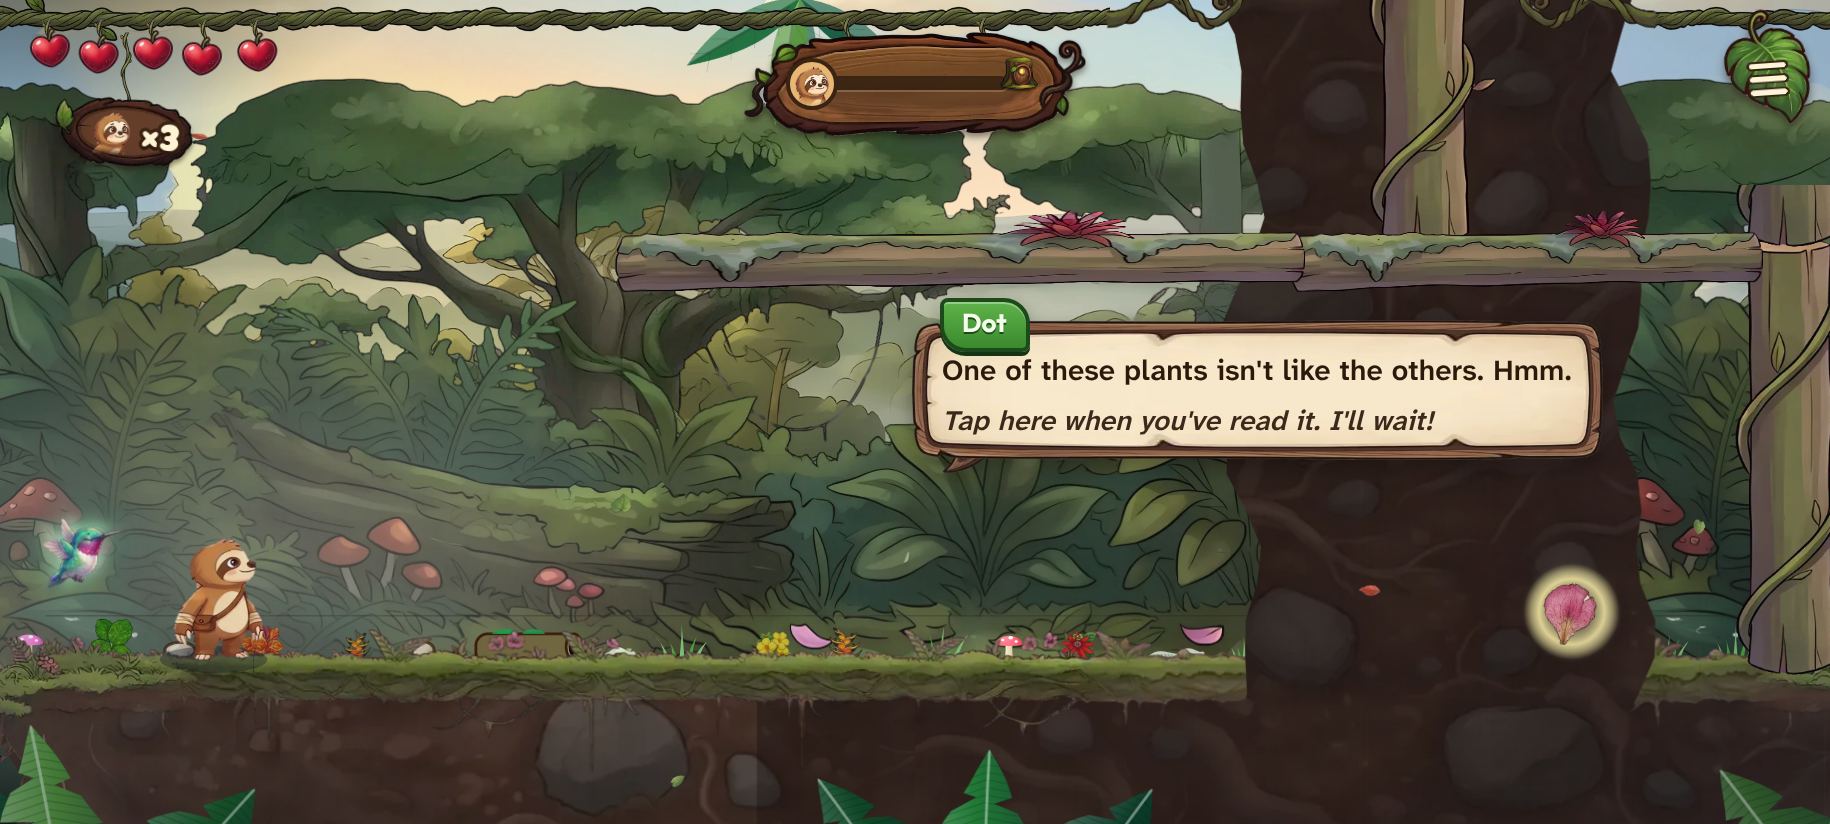 ×3
Dot
One of these plants isn't like the others. Hmm.
Tap here when you've read it. I'll wait!